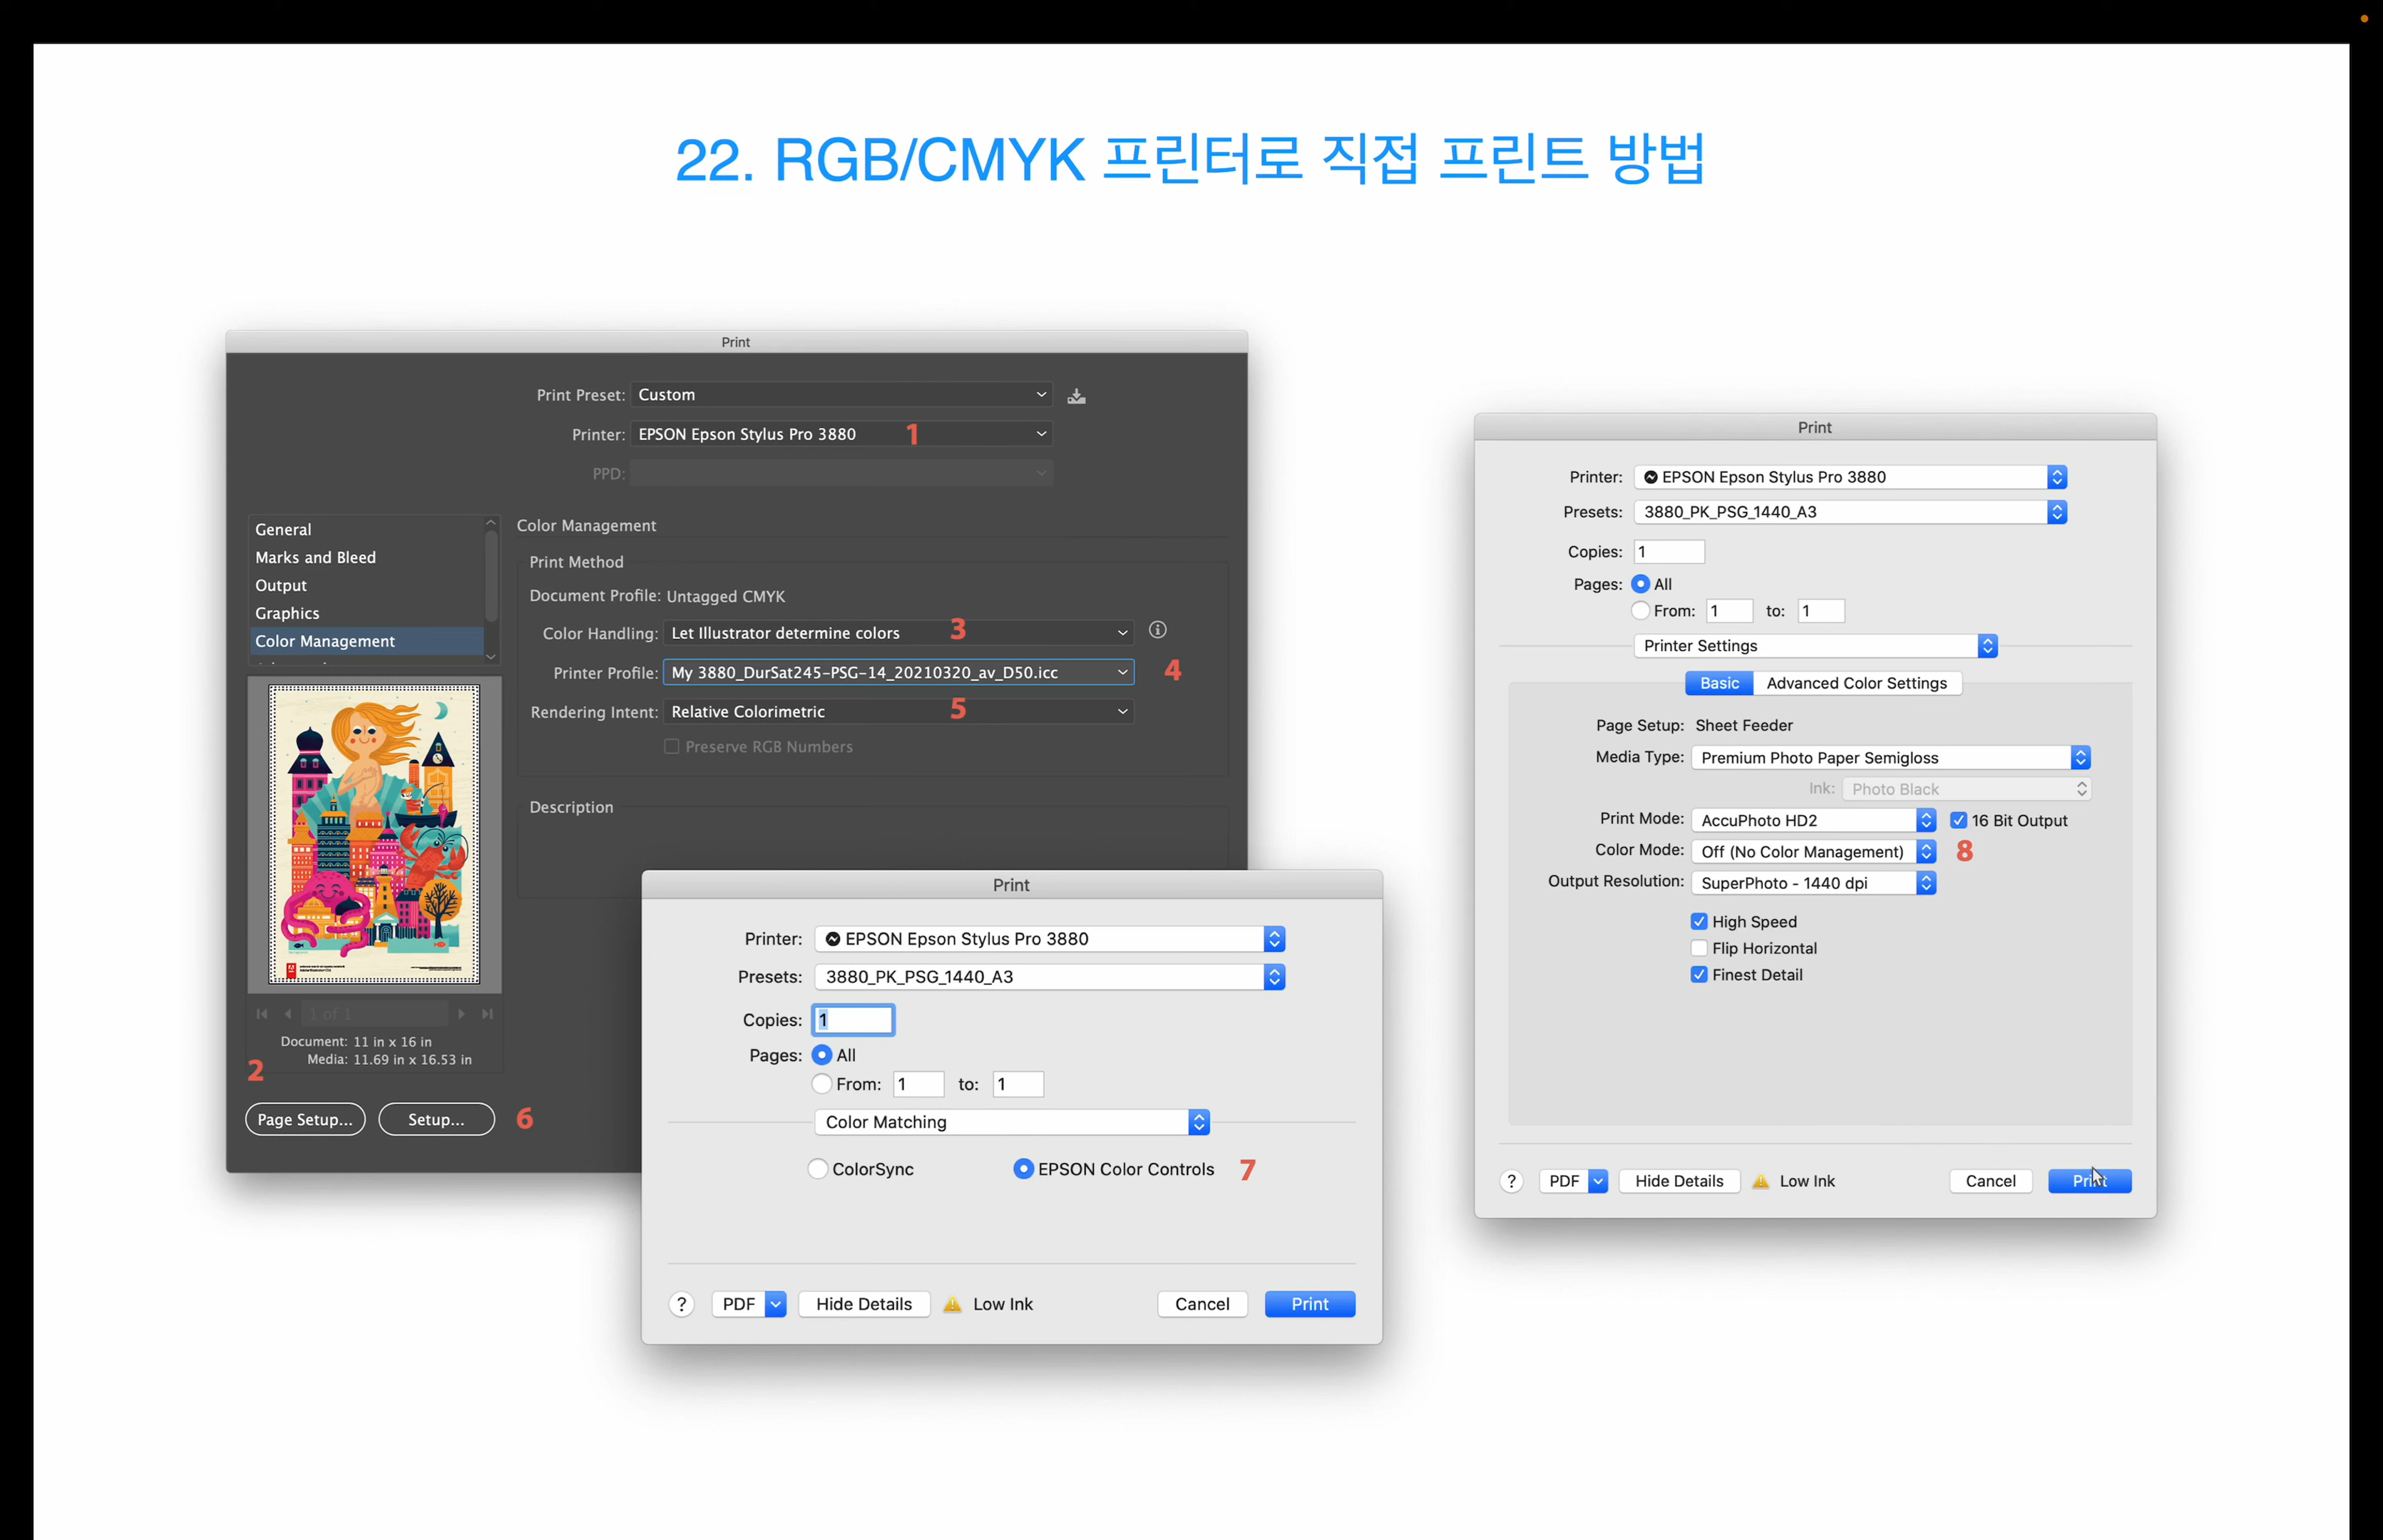 22. RGB/CMYK 프린터로 직접 프린트 방법
Print
Print Preset: Custom
Printer: EPSON Epson Stylus Pro 3880 1
PPD:
General
Marks and Bleed
Output
Graphics
Color Management
Color Management
Print Method
Document Profile: Untagged CMYK
Color Handling: Let Illustrator determine colors 3
Printer Profile: My 3880_DurSat245-PSG-14_20210320_av_D50.icc 4
Rendering Intent: Relative Colorimetric 5
Preserve RGB Numbers
Description
1 of 1
Document: 11 in x 16 in
Media: 11.69 in x 16.53 in
2
Page Setup... Setup... 6
Print
Printer: EPSON Epson Stylus Pro 3880
Presets: 3880_PK_PSG_1440_A3
Copies: 1
Pages: All
From: 1 to: 1
Color Matching
ColorSync EPSON Color Controls 7
? PDF Hide Details Low Ink Cancel Print
Print
Printer: EPSON Epson Stylus Pro 3880
Presets: 3880_PK_PSG_1440_A3
Copies: 1
Pages: All
From: 1 to: 1
Printer Settings
Basic Advanced Color Settings
Page Setup: Sheet Feeder
Media Type: Premium Photo Paper Semigloss
Ink: Photo Black
Print Mode: AccuPhoto HD2 16 Bit Output
Color Mode: Off (No Color Management) 8
Output Resolution: SuperPhoto - 1440 dpi
High Speed
Flip Horizontal
Finest Detail
? PDF Hide Details Low Ink Cancel Print